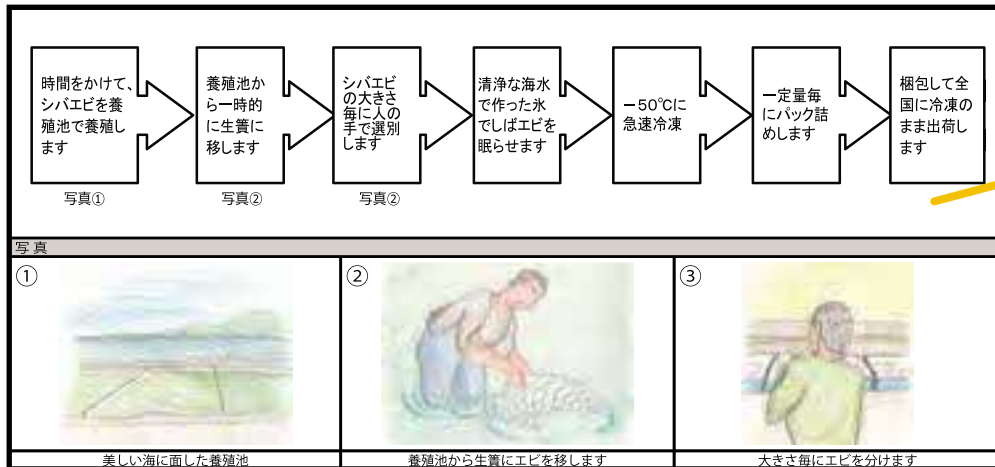 時間をかけて、
シバエビを養
殖池で養殖し
ます
養殖池か
ら一時的
に生簀に
移します
シバエビ
の大きさ
毎に人の
手で選別
します
清浄な海水
で作った氷
でしばエビを
眠らせます
－50℃に
急速冷凍
一定量毎
にパック詰
めします
梱包して全
国に冷凍の
まま出荷し
ます
写真①
写真②
写真②
写真
①
②
③
美しい海に面した養殖池
養殖池から生簀にエビを移します
大きさ毎にエビを分けます